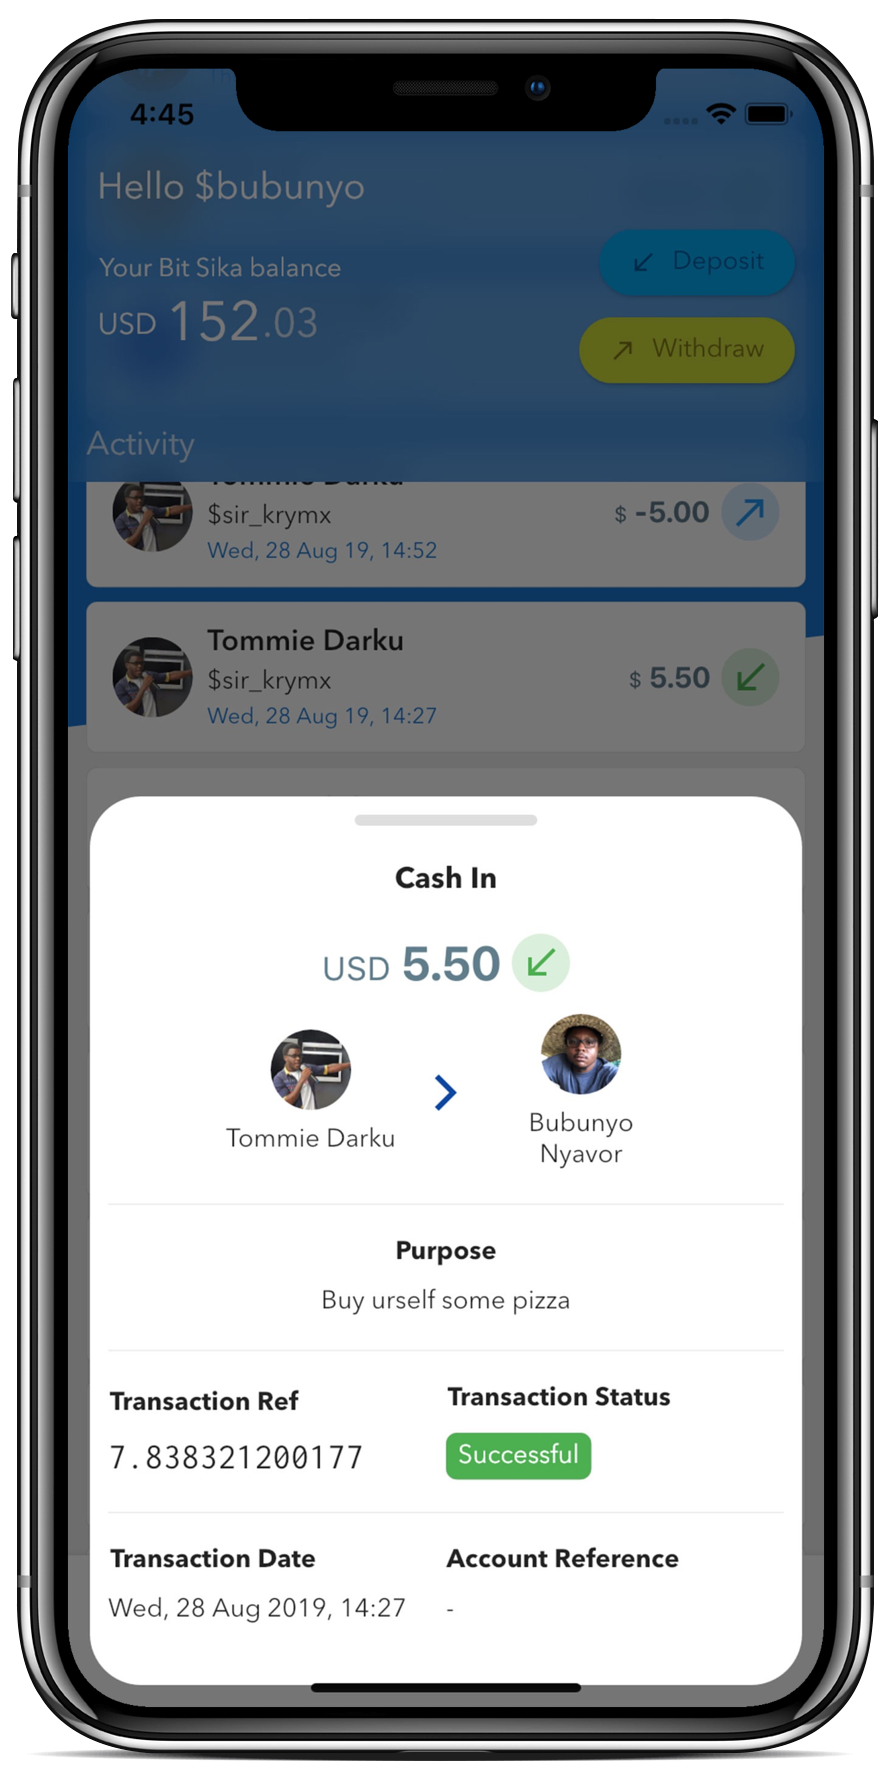 4:45
Hello $bubunyo
Your Bit Sika balance
Deposit
USD 152.03
Withdraw
Activity
Tommie Darku
$sir_krymx
$ -5.00
Wed, 28 Aug 19, 14:52
Tommie Darku
$sir_krymx
$ 5.50
Wed, 28 Aug 19, 14:27
Cash In
USD 5.50
Tommie Darku
Bubunyo
Nyavor
Purpose
Buy urself some pizza
Transaction Ref
Transaction Status
7.838321200177
Successful
Transaction Date
Account Reference
Wed, 28 Aug 2019, 14:27
-